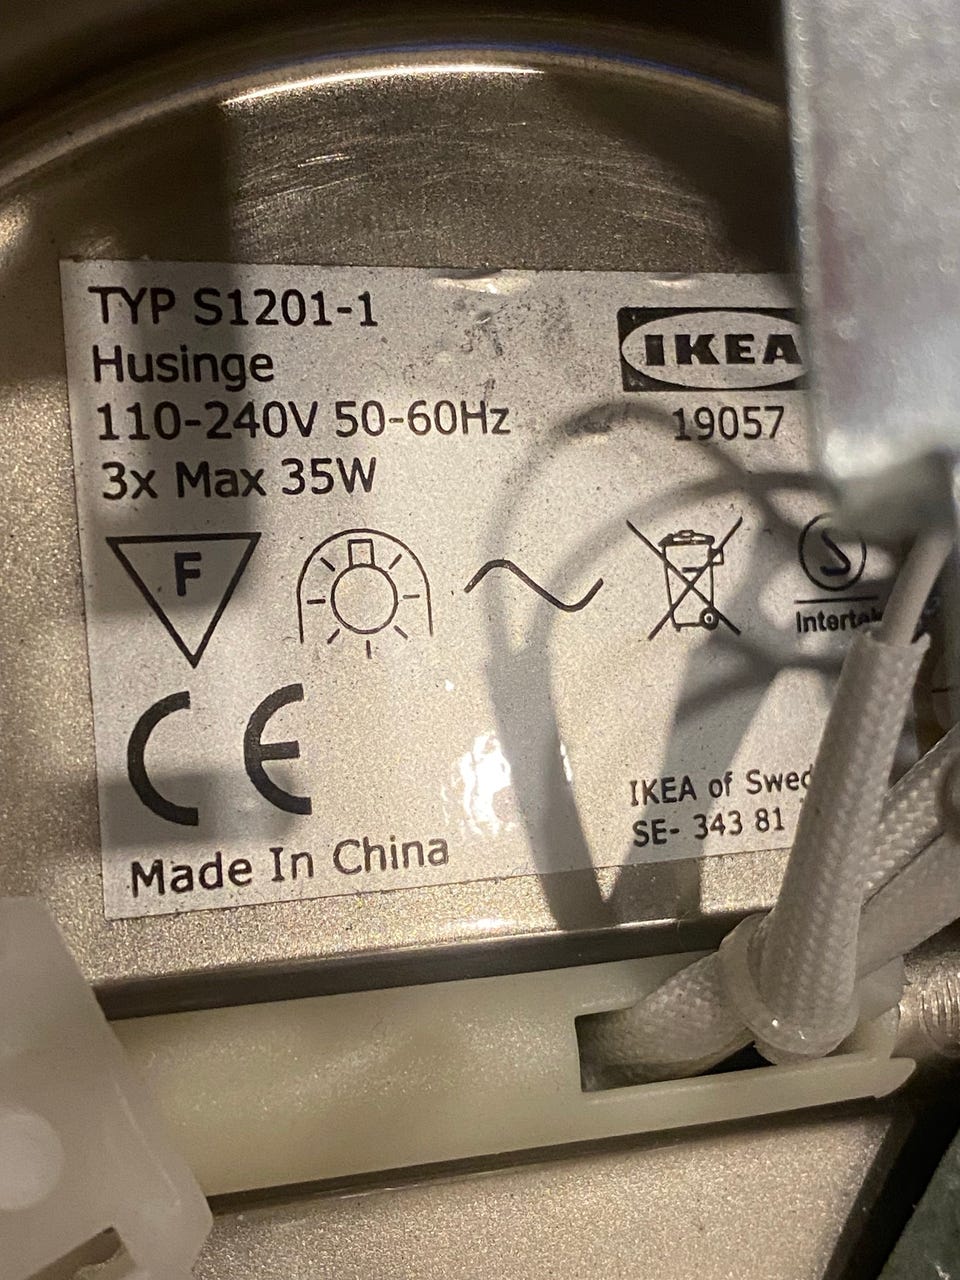 TYP S1201-1
Husinge
110-240V 50-60Hz
3x Max 35W
IKEA
19057
F
S
Intertek
CE
IKEA of
SE- 343 81
Made In China